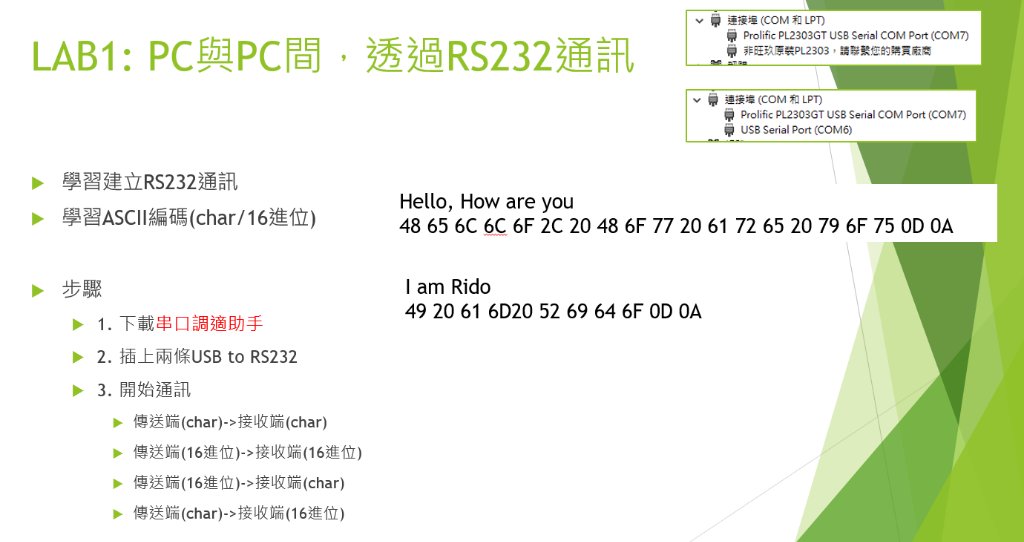 LAB1: PC與PC間，透過RS232通訊
連接埠 (COM 和 LPT)
Prolific PL2303GT USB Serial COM Port (COM7)
非旺玖原裝PL2303，請聯繫您的購買廠商
連接埠 (COM 和 LPT)
Prolific PL2303GT USB Serial COM Port (COM7)
USB Serial Port (COM6)
學習建立RS232通訊
學習ASCII編碼(char/16進位)
Hello, How are you
48 65 6C 6C 6F 2C 20 48 6F 77 20 61 72 65 20 79 6F 75 0D 0A
步驟
1. 下載串口調適助手
2. 插上兩條USB to RS232
3. 開始通訊
傳送端(char)->接收端(char)
傳送端(16進位)->接收端(16進位)
傳送端(16進位)->接收端(char)
傳送端(char)->接收端(16進位)
I am Rido
49 20 61 6D20 52 69 64 6F 0D 0A